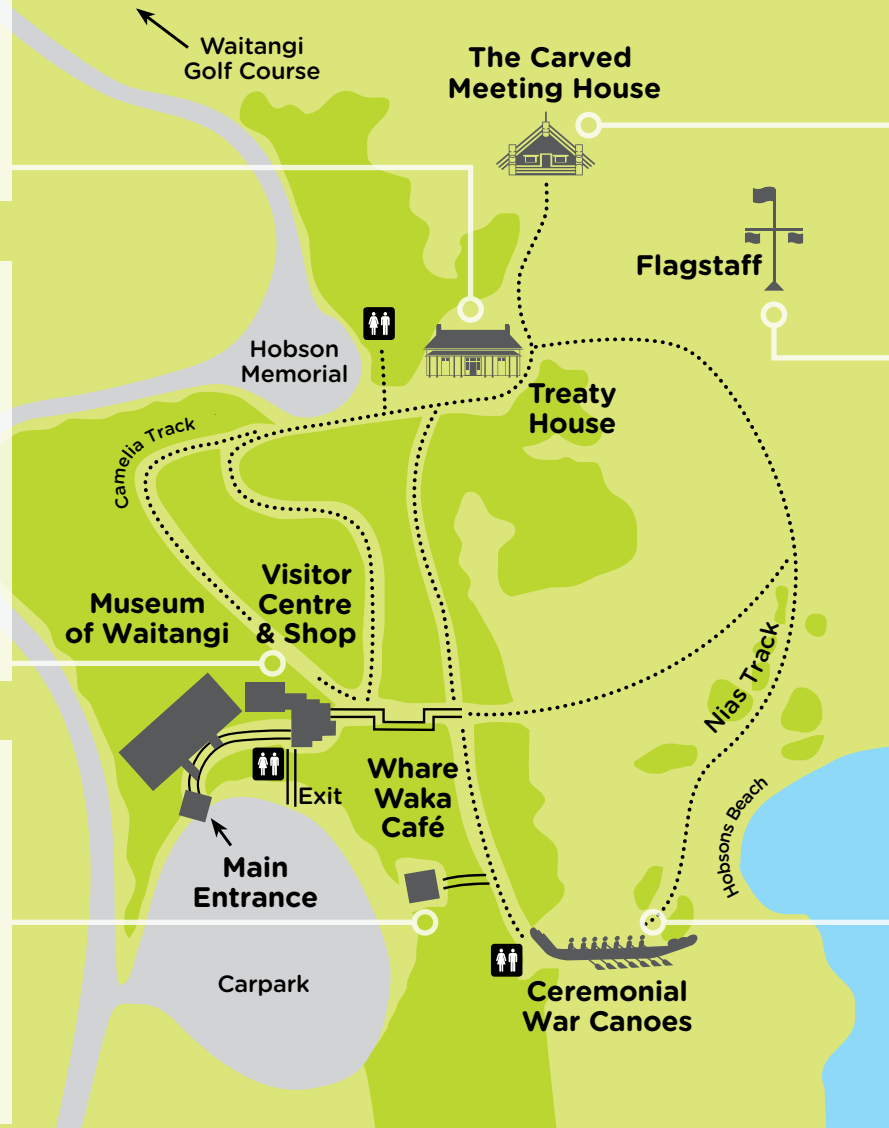 Waitangi
Golf Course
The Carved
Meeting House
Flagstaff
Hobson
Memorial
Treaty
House
Camelia Track
Visitor
Centre
& Shop
Museum
of Waitangi
Nias Track
Whare
Waka
Café
Exit
Hobsons Beach
Main
Entrance
Carpark
Ceremonial
War Canoes